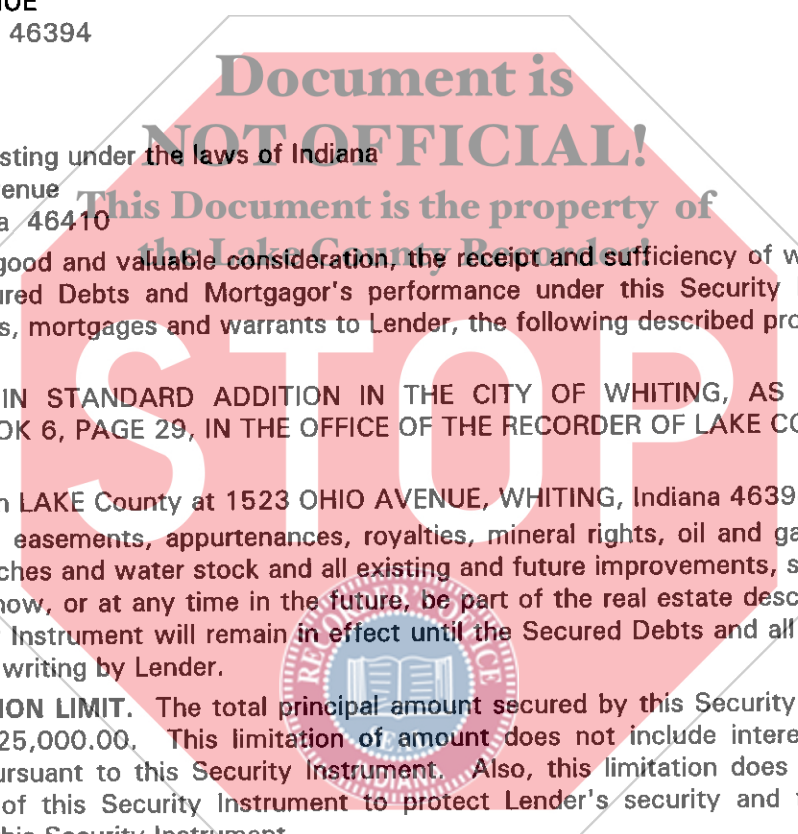 46394
Document is
NOT OFFICIAL!
sting under the laws of Indiana
enue
This Document is the property of
a 46410
the Lake County Recorder!
good and valuable consideration, the receipt and sufficiency of w
ured Debts and Mortgagor's performance under this Security
s, mortgages and warrants to Lender, the following described pro
STOP
IN STANDARD ADDITION IN THE CITY OF WHITING, AS
OK 6, PAGE 29, IN THE OFFICE OF THE RECORDER OF LAKE CO
n LAKE County at 1523 OHIO AVENUE, WHITING, Indiana 4639
easements, appurtenances, royalties, mineral rights, oil and ga
ches and water stock and all existing and future improvements, s
now, or at any time in the future, be part of the real estate desc
Instrument will remain in effect until the Secured Debts and all
writing by Lender.
RECORDER NOTICE
ION LIMIT. The total principal amount secured by this Security
25,000.00. This limitation of amount does not include intere
ursuant to this Security Instrument. Also, this limitation does
INDIANA
of this Security Instrument to protect Lender's security and
his Security Instrument